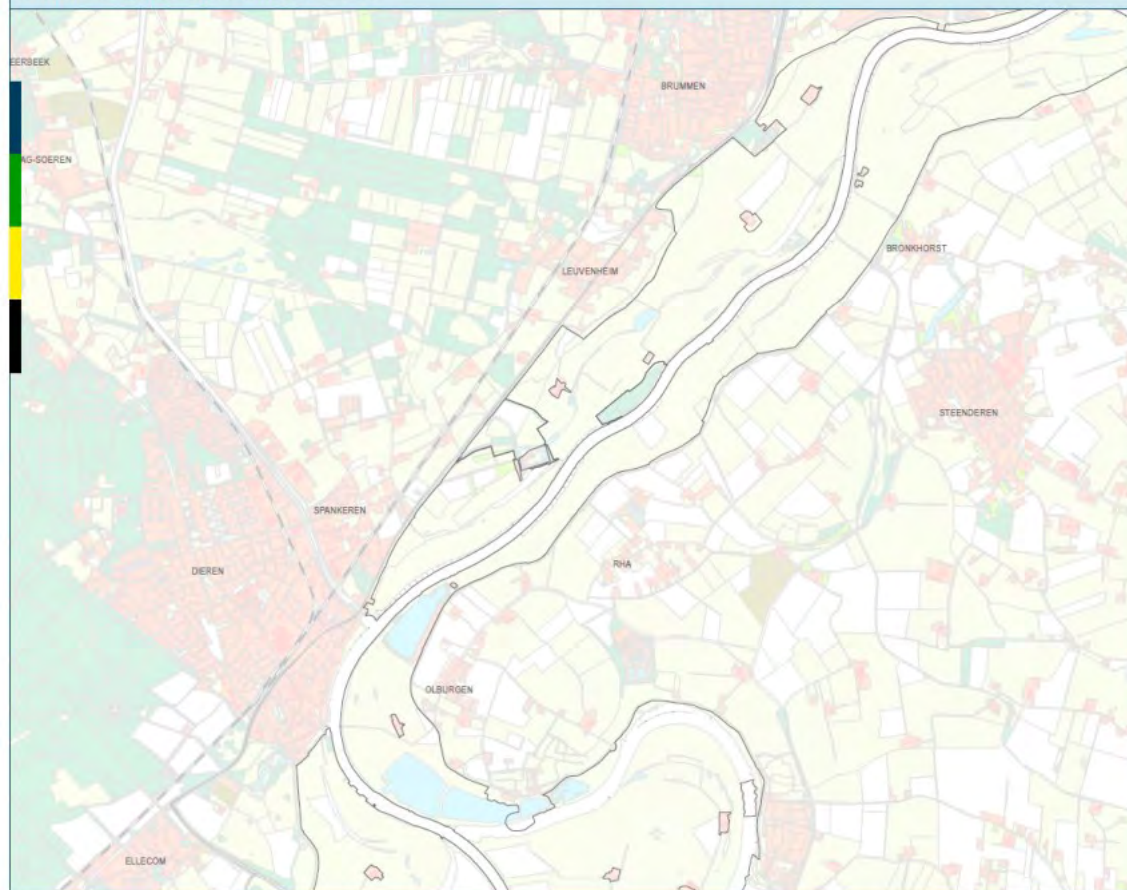 EERBEEK
BRUMMEN
AG-SOEREN
BRONKHORST
LEUVENHEIM
STEENDEREN
SPANKEREN
RHA
DIEREN
OLBURGEN
ELLECOM